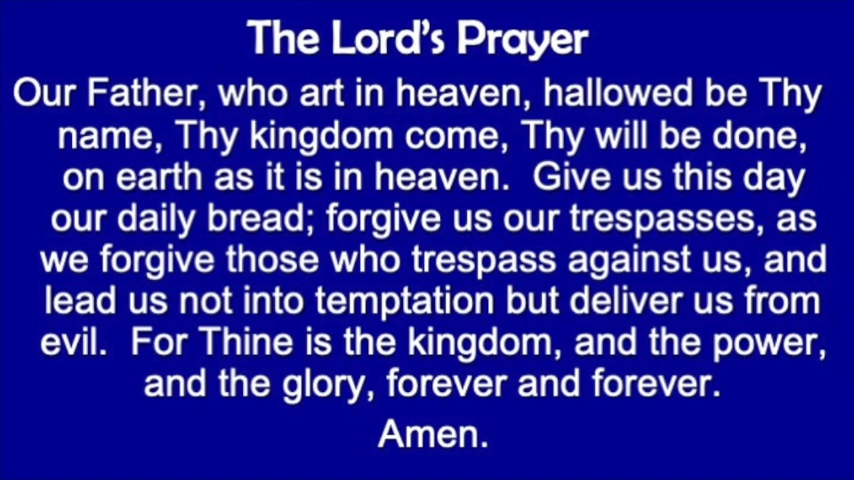 The Lord's Prayer
Our Father, who art in heaven, hallowed be Thy
name, Thy kingdom come, Thy will be done,
on earth as it is in heaven.  Give us this day
our daily bread; forgive us our trespasses, as
we forgive those who trespass against us, and
lead us not into temptation but deliver us from
evil.  For Thine is the kingdom, and the power,
and the glory, forever and forever.
Amen.